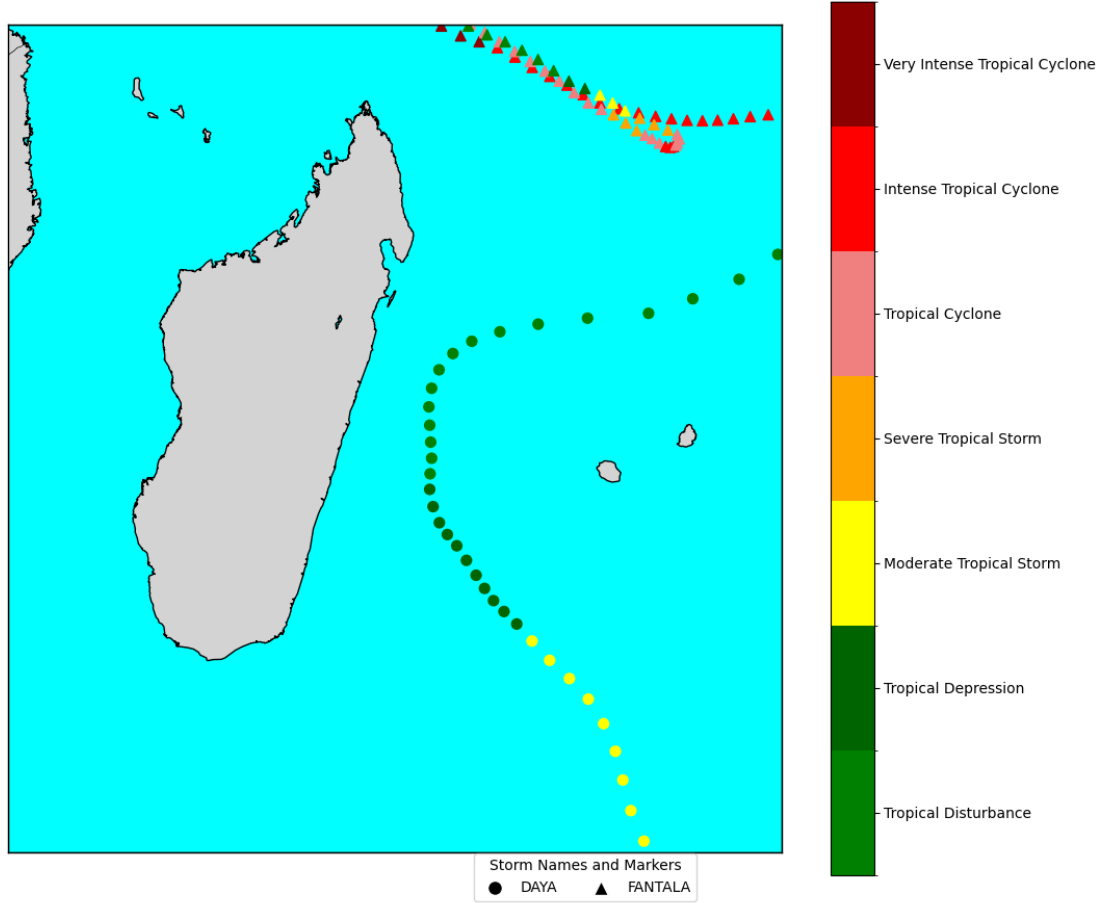 Very Intense Tropical Cyclone
Intense Tropical Cyclone
Tropical Cyclone
Severe Tropical Storm
Moderate Tropical Storm
Tropical Depression
Tropical Disturbance
Storm Names and Markers
DAYA FANTALA